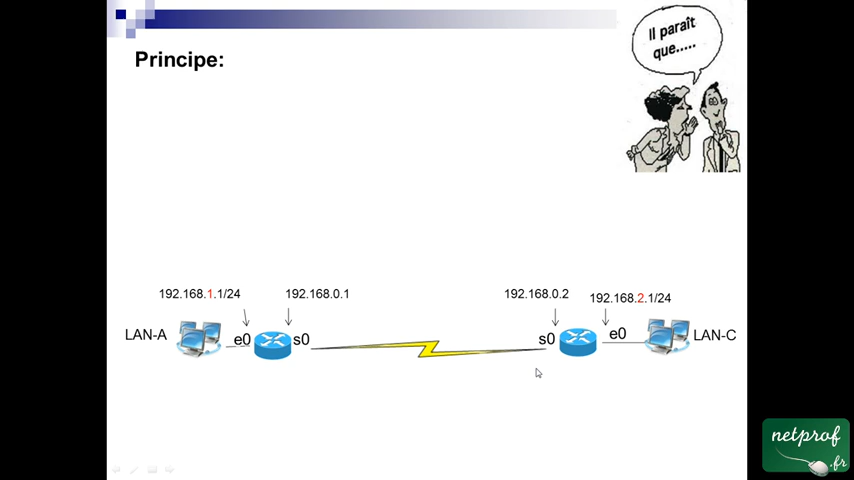 Il paraît
que.....
Principe:
192.168.1.1/24
192.168.0.1
192.168.0.2
192.168.2.1/24
LAN-A
e0
s0
s0
e0
LAN-C
netprof
.fr